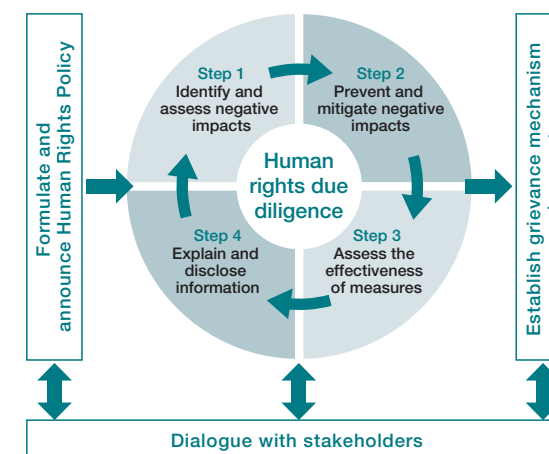 Formulate and
announce Human Rights Policy
Step 1
Identify and
assess negative
impacts
Step 2
Prevent and
mitigate negative
impacts
Human
rights due
diligence
Step 4
Explain and
disclose
information
Step 3
Assess the
effectiveness
of measures
Establish grievance mechanism
Dialogue with stakeholders